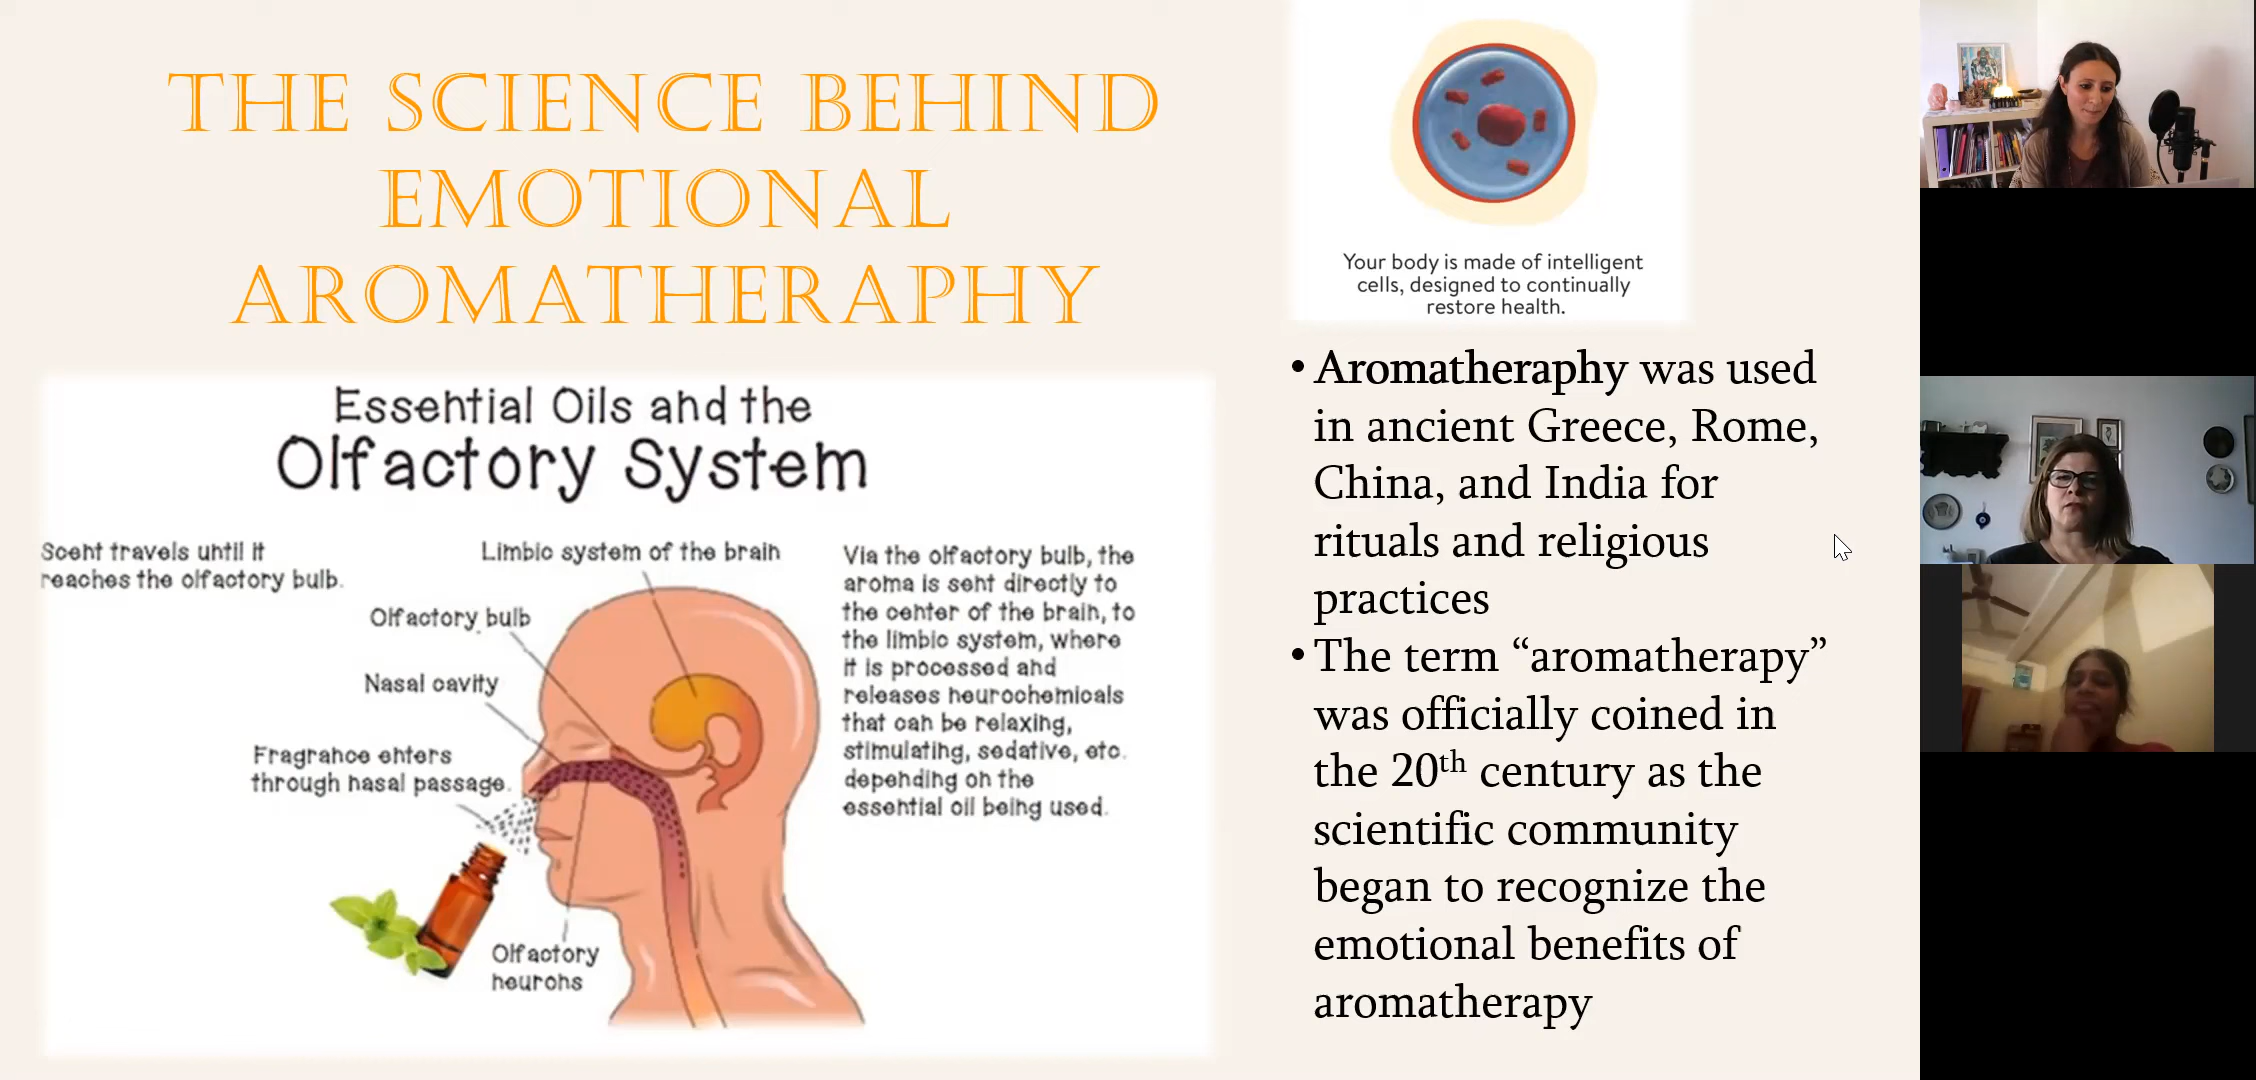 THE SCIENCE BEHIND
EMOTIONAL
AROMATHERAPHY
Your body is made of intelligent
cells, designed to continually
restore health.
Essential Oils and the
Olfactory System
Scent travels until it
reaches the olfactory bulb.
Limbic system of the brain
Olfactory bulb
Nasal cavity
Fragrance enters
through nasal passage.
Olfactory
neurons
Via the olfactory bulb, the
aroma is sent directly to
the center of the brain, to
the limbic system, where
it is processed and
releases neurochemicals
that can be relaxing,
stimulating, sedative, etc.
depending on the
essential oil being used.
• Aromatheraphy was used
in ancient Greece, Rome,
China, and India for
rituals and religious
practices
• The term “aromatherapy”
was officially coined in
the 20th century as the
scientific community
began to recognize the
emotional benefits of
aromatherapy